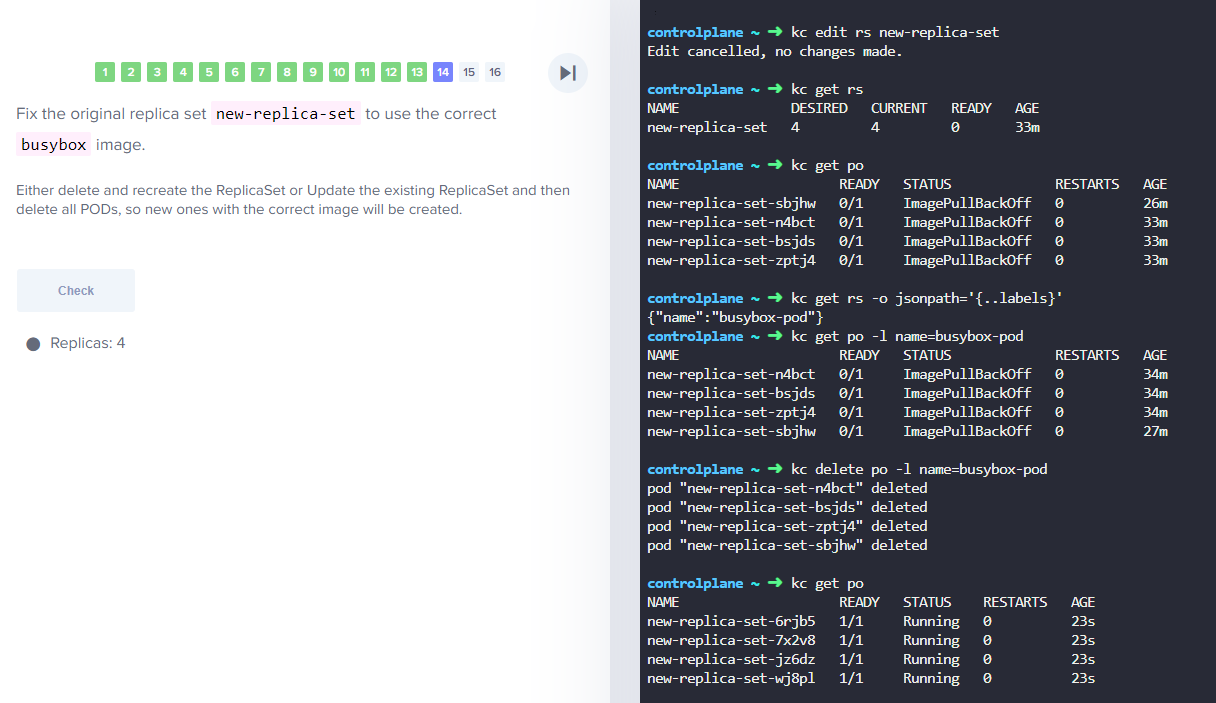 1 2 3 4 5 6 7 8 9 10 11 12 13 14 15 16
Fix the original replica set new-replica-set to use the correct
busybox image.
Either delete and recreate the ReplicaSet or Update the existing ReplicaSet and then
delete all PODs, so new ones with the correct image will be created.
Check
Replicas: 4
controlplane ~ ➜ kc edit rs new-replica-set
Edit cancelled, no changes made.
controlplane ~ ➜ kc get rs
NAME DESIRED CURRENT READY AGE
new-replica-set 4 4 0 33m
controlplane ~ ➜ kc get po
NAME READY STATUS RESTARTS AGE
new-replica-set-sbjhw 0/1 ImagePullBackOff 0 26m
new-replica-set-n4bct 0/1 ImagePullBackOff 0 33m
new-replica-set-bsjds 0/1 ImagePullBackOff 0 33m
new-replica-set-zptj4 0/1 ImagePullBackOff 0 33m
controlplane ~ ➜ kc get rs -o jsonpath='{..labels}'
{"name":"busybox-pod"}
controlplane ~ ➜ kc get po -l name=busybox-pod
NAME READY STATUS RESTARTS AGE
new-replica-set-n4bct 0/1 ImagePullBackOff 0 34m
new-replica-set-bsjds 0/1 ImagePullBackOff 0 34m
new-replica-set-zptj4 0/1 ImagePullBackOff 0 34m
new-replica-set-sbjhw 0/1 ImagePullBackOff 0 27m
controlplane ~ ➜ kc delete po -l name=busybox-pod
pod "new-replica-set-n4bct" deleted
pod "new-replica-set-bsjds" deleted
pod "new-replica-set-zptj4" deleted
pod "new-replica-set-sbjhw" deleted
controlplane ~ ➜ kc get po
NAME READY STATUS RESTARTS AGE
new-replica-set-6rjb5 1/1 Running 0 23s
new-replica-set-7x2v8 1/1 Running 0 23s
new-replica-set-jz6dz 1/1 Running 0 23s
new-replica-set-wj8pl 1/1 Running 0 23s